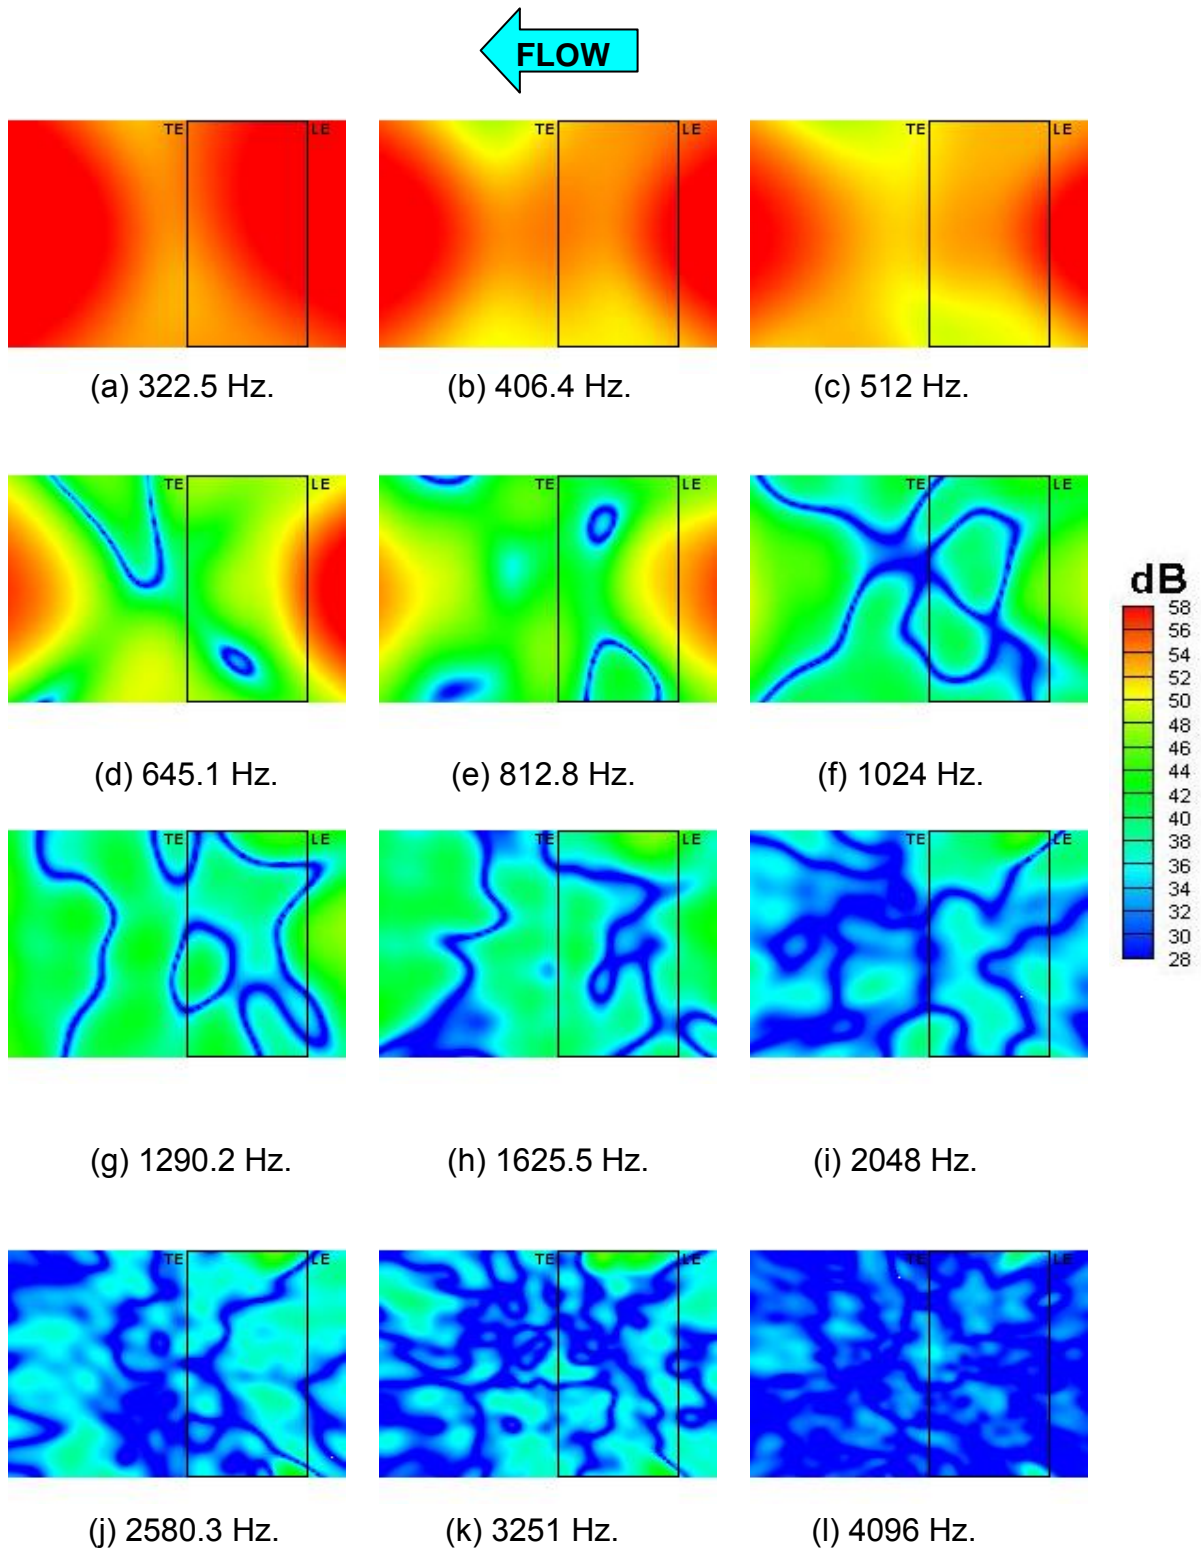 FLOW
TE LE TE LE TE LE
(a) 322.5 Hz. (b) 406.4 Hz. (c) 512 Hz.
TE LE TE LE TE LE
(d) 645.1 Hz. (e) 812.8 Hz. (f) 1024 Hz.
dB
58
56
54
52
50
48
46
44
42
40
38
36
34
32
30
28
TE LE TE LE TE LE
(g) 1290.2 Hz. (h) 1625.5 Hz. (i) 2048 Hz.
TE LE TE LE TE LE
(j) 2580.3 Hz. (k) 3251 Hz. (l) 4096 Hz.